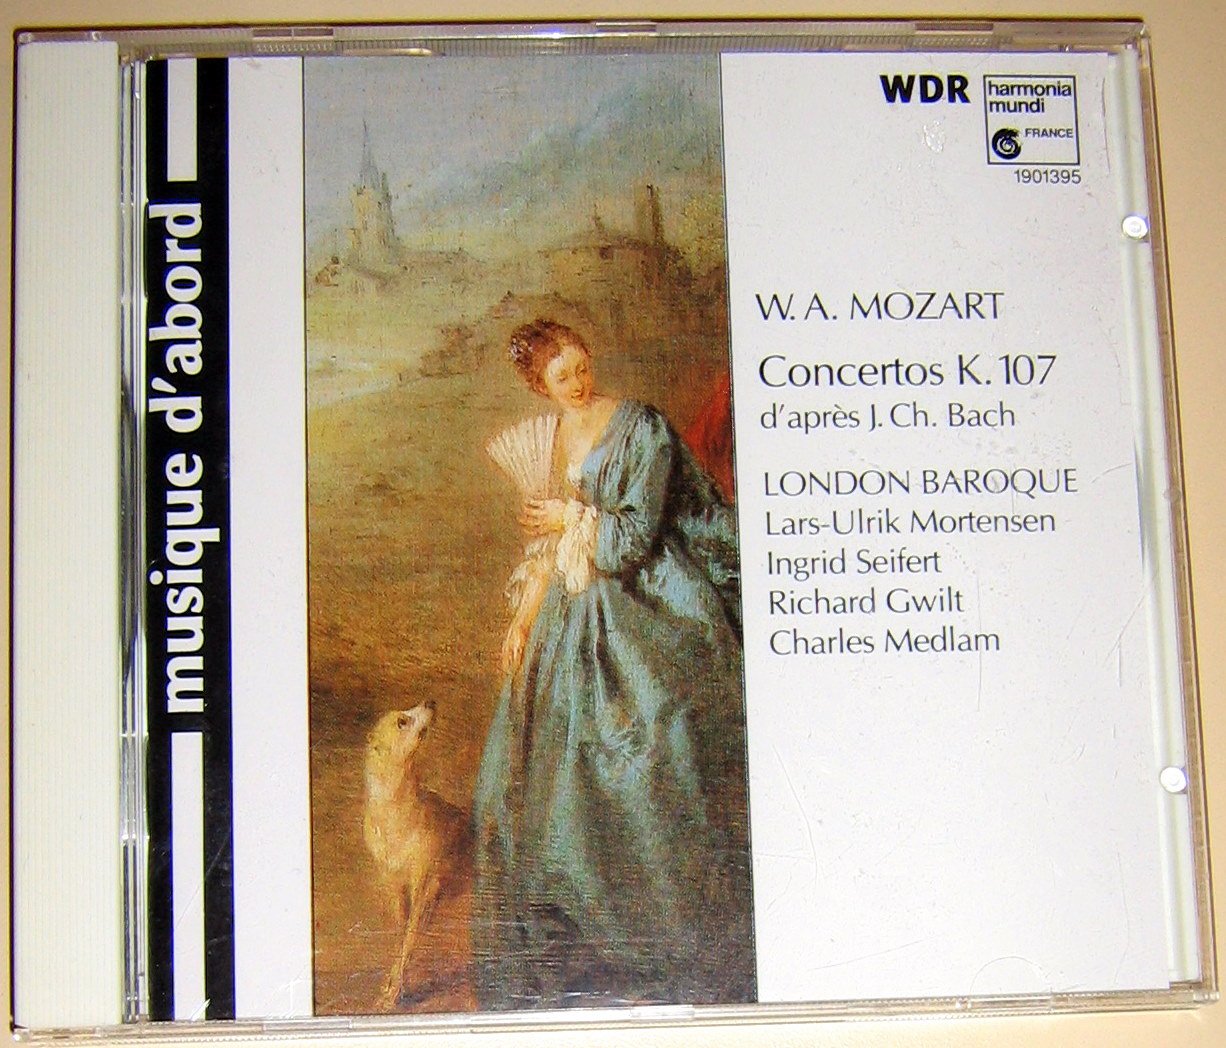 musique d'abord
WDR
harmonia
mundi
FRANCE
1901395
W. A. MOZART
Concertos K. 107
d'après J. Ch. Bach
LONDON BAROQUE
Lars-Ulrik Mortensen
Ingrid Seifert
Richard Gwilt
Charles Medlam